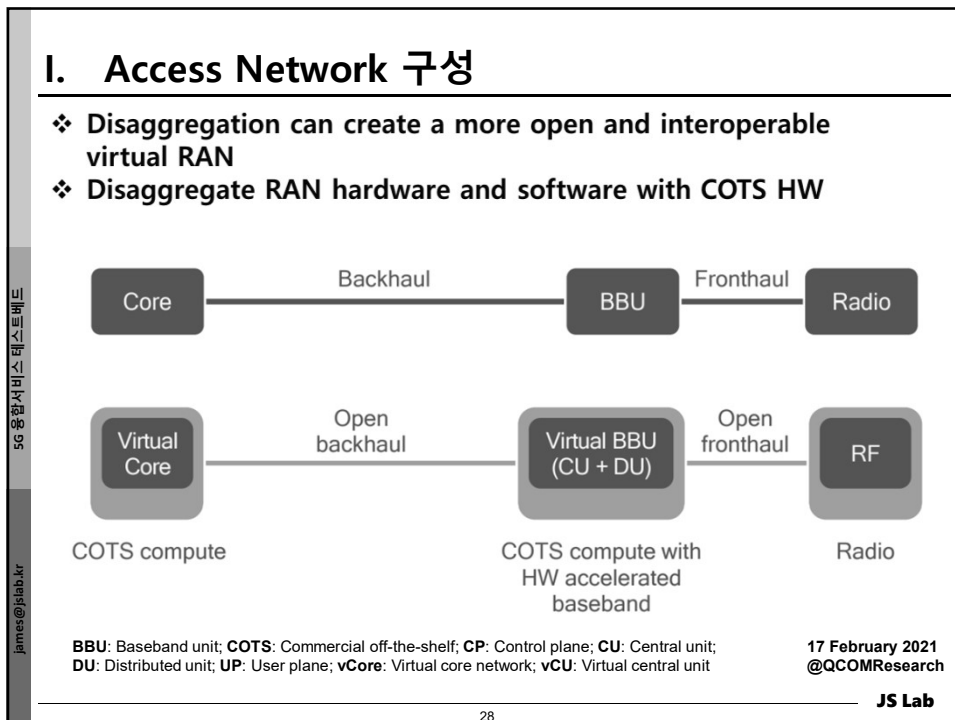 I. Access Network 구성
❖ Disaggregation can create a more open and interoperable
virtual RAN
❖ Disaggregate RAN hardware and software with COTS HW
Core
Backhaul
BBU
Fronthaul
Radio
Virtual
Core
Open
backhaul
Virtual BBU
(CU + DU)
Open
fronthaul
RF
COTS compute
COTS compute with
HW accelerated
baseband
Radio
BBU: Baseband unit; COTS: Commercial off-the-shelf; CP: Control plane; CU: Central unit;
DU: Distributed unit; UP: User plane; vCore: Virtual core network; vCU: Virtual central unit
17 February 2021
@QCOMResearch
JS Lab
28
5G 융합서비스 테스트베드
james@jslab.kr